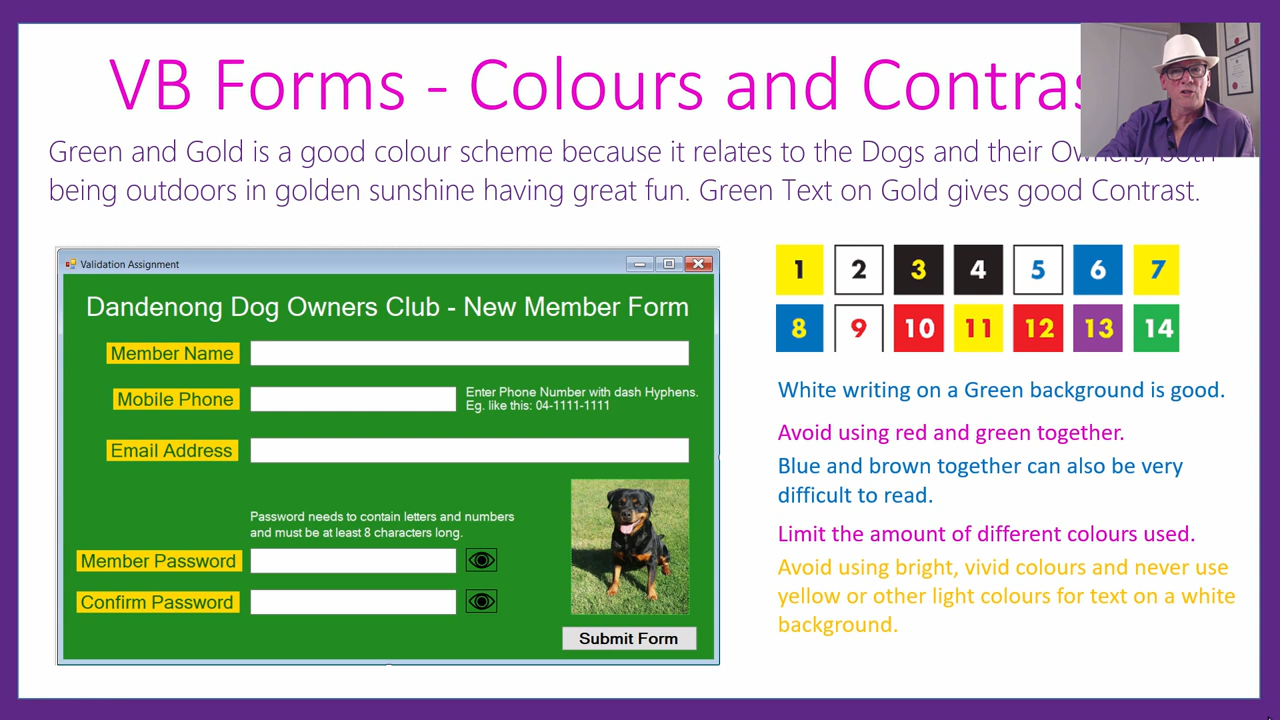 VB Forms - Colours and Contras
Green and Gold is a good colour scheme because it relates to the Dogs and their Owners, both
being outdoors in golden sunshine having great fun. Green Text on Gold gives good Contrast.
Validation Assignment
Dandenong Dog Owners Club - New Member Form
Member Name
Mobile Phone
Enter Phone Number with dash Hyphens.
Eg. like this: 04-1111-1111
Email Address
Password needs to contain letters and numbers
and must be at least 8 characters long.
Member Password
Confirm Password
Submit Form
1 2 3 4 5 6 7
8 9 10 11 12 13 14
White writing on a Green background is good.
Avoid using red and green together.
Blue and brown together can also be very
difficult to read.
Limit the amount of different colours used.
Avoid using bright, vivid colours and never use
yellow or other light colours for text on a white
background.